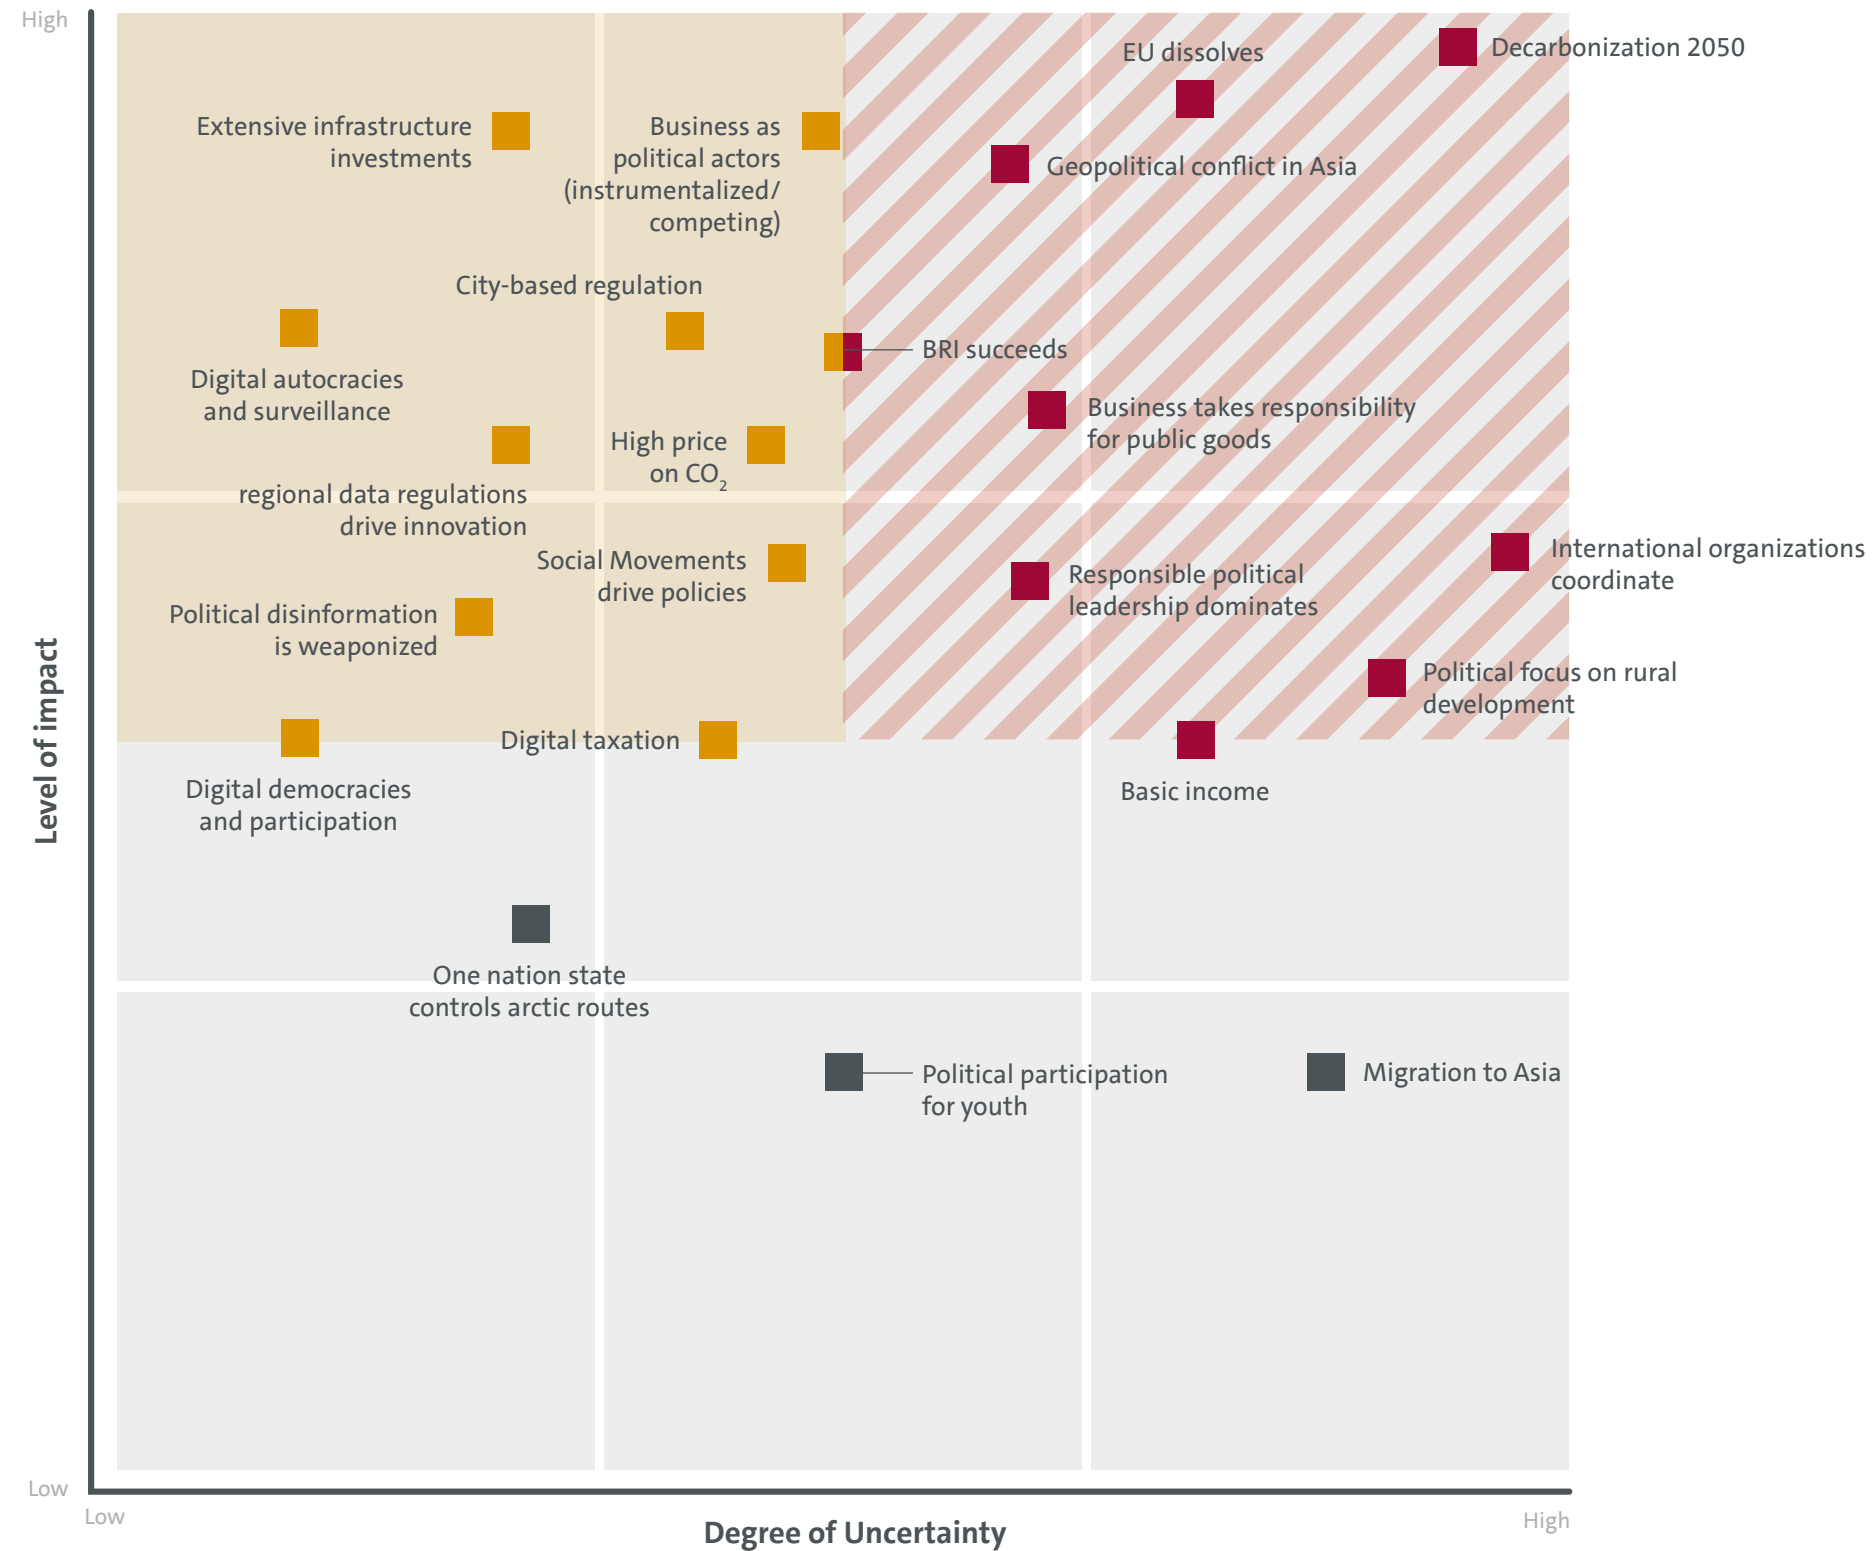 High
EU dissolves
Decarbonization 2050
Extensive infrastructure
investments
Business as
political actors
(instrumentalized/
competing)
Geopolitical conflict in Asia
City-based regulation
BRI succeeds
Digital autocracies
and surveillance
Business takes responsibility
for public goods
High price
on CO₂
regional data regulations
drive innovation
Social Movements
drive policies
International organizations
coordinate
Responsible political
leadership dominates
Political disinformation
is weaponized
Political focus on rural
development
Level of impact
Digital taxation
Digital democracies
and participation
Basic income
One nation state
controls arctic routes
Political participation
for youth
Migration to Asia
Low
Low
Degree of Uncertainty
High